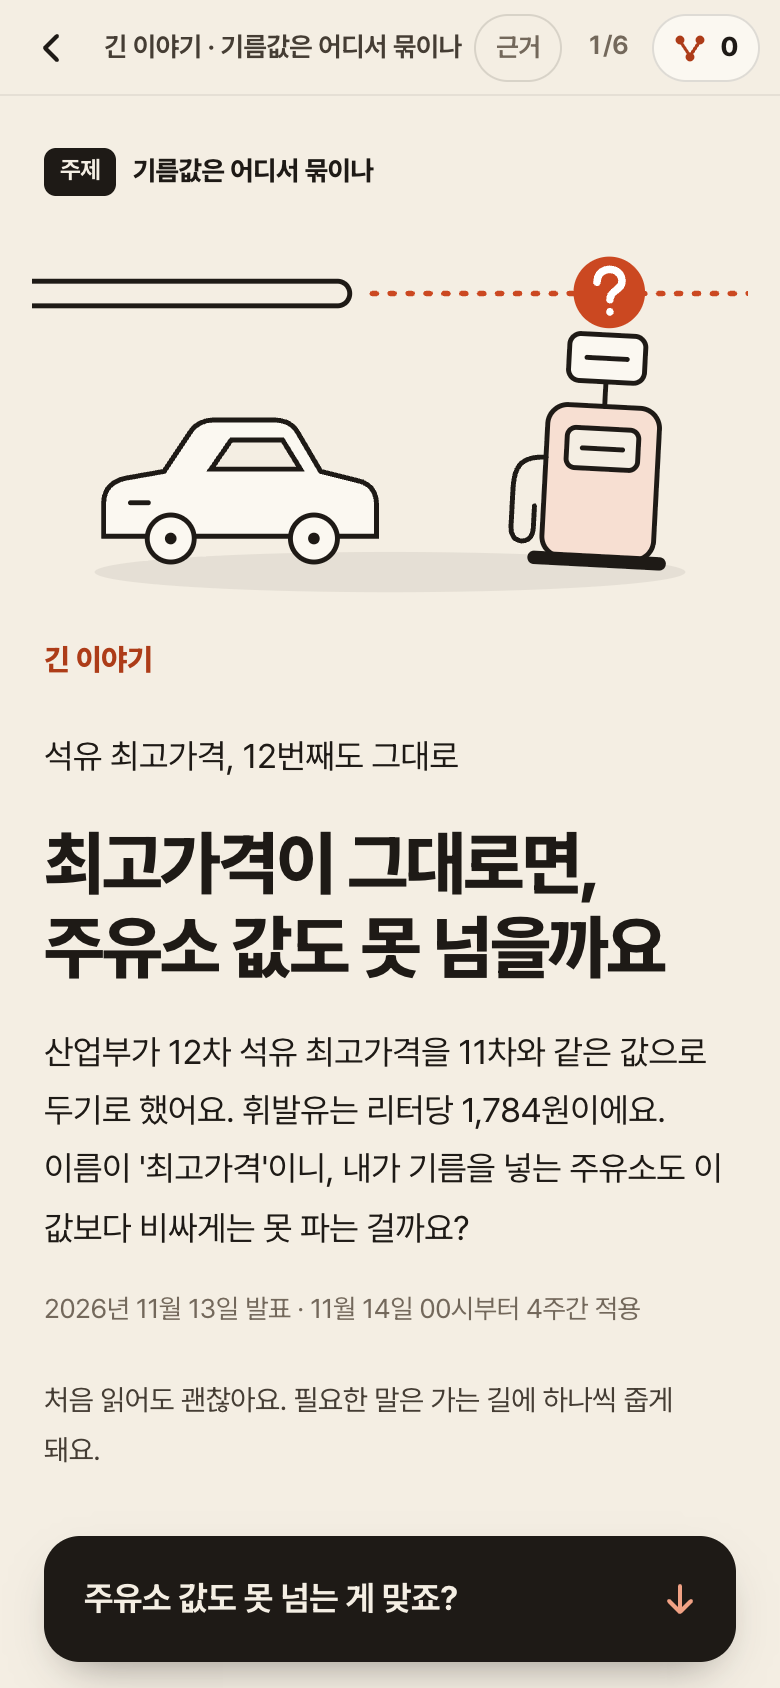 긴 이야기 · 기름값은 어디서 묶이나
근거
1/6
0
주제
기름값은 어디서 묶이나
?
긴 이야기
석유 최고가격, 12번째도 그대로
최고가격이 그대로면,
주유소 값도 못 넘을까요
산업부가 12차 석유 최고가격을 11차와 같은 값으로
두기로 했어요. 휘발유는 리터당 1,784원이에요.
이름이 '최고가격'이니, 내가 기름을 넣는 주유소도 이
값보다 비싸게는 못 파는 걸까요?
2026년 11월 13일 발표 · 11월 14일 00시부터 4주간 적용
처음 읽어도 괜찮아요. 필요한 말은 가는 길에 하나씩 줍게
돼요.
주유소 값도 못 넘는 게 맞죠?